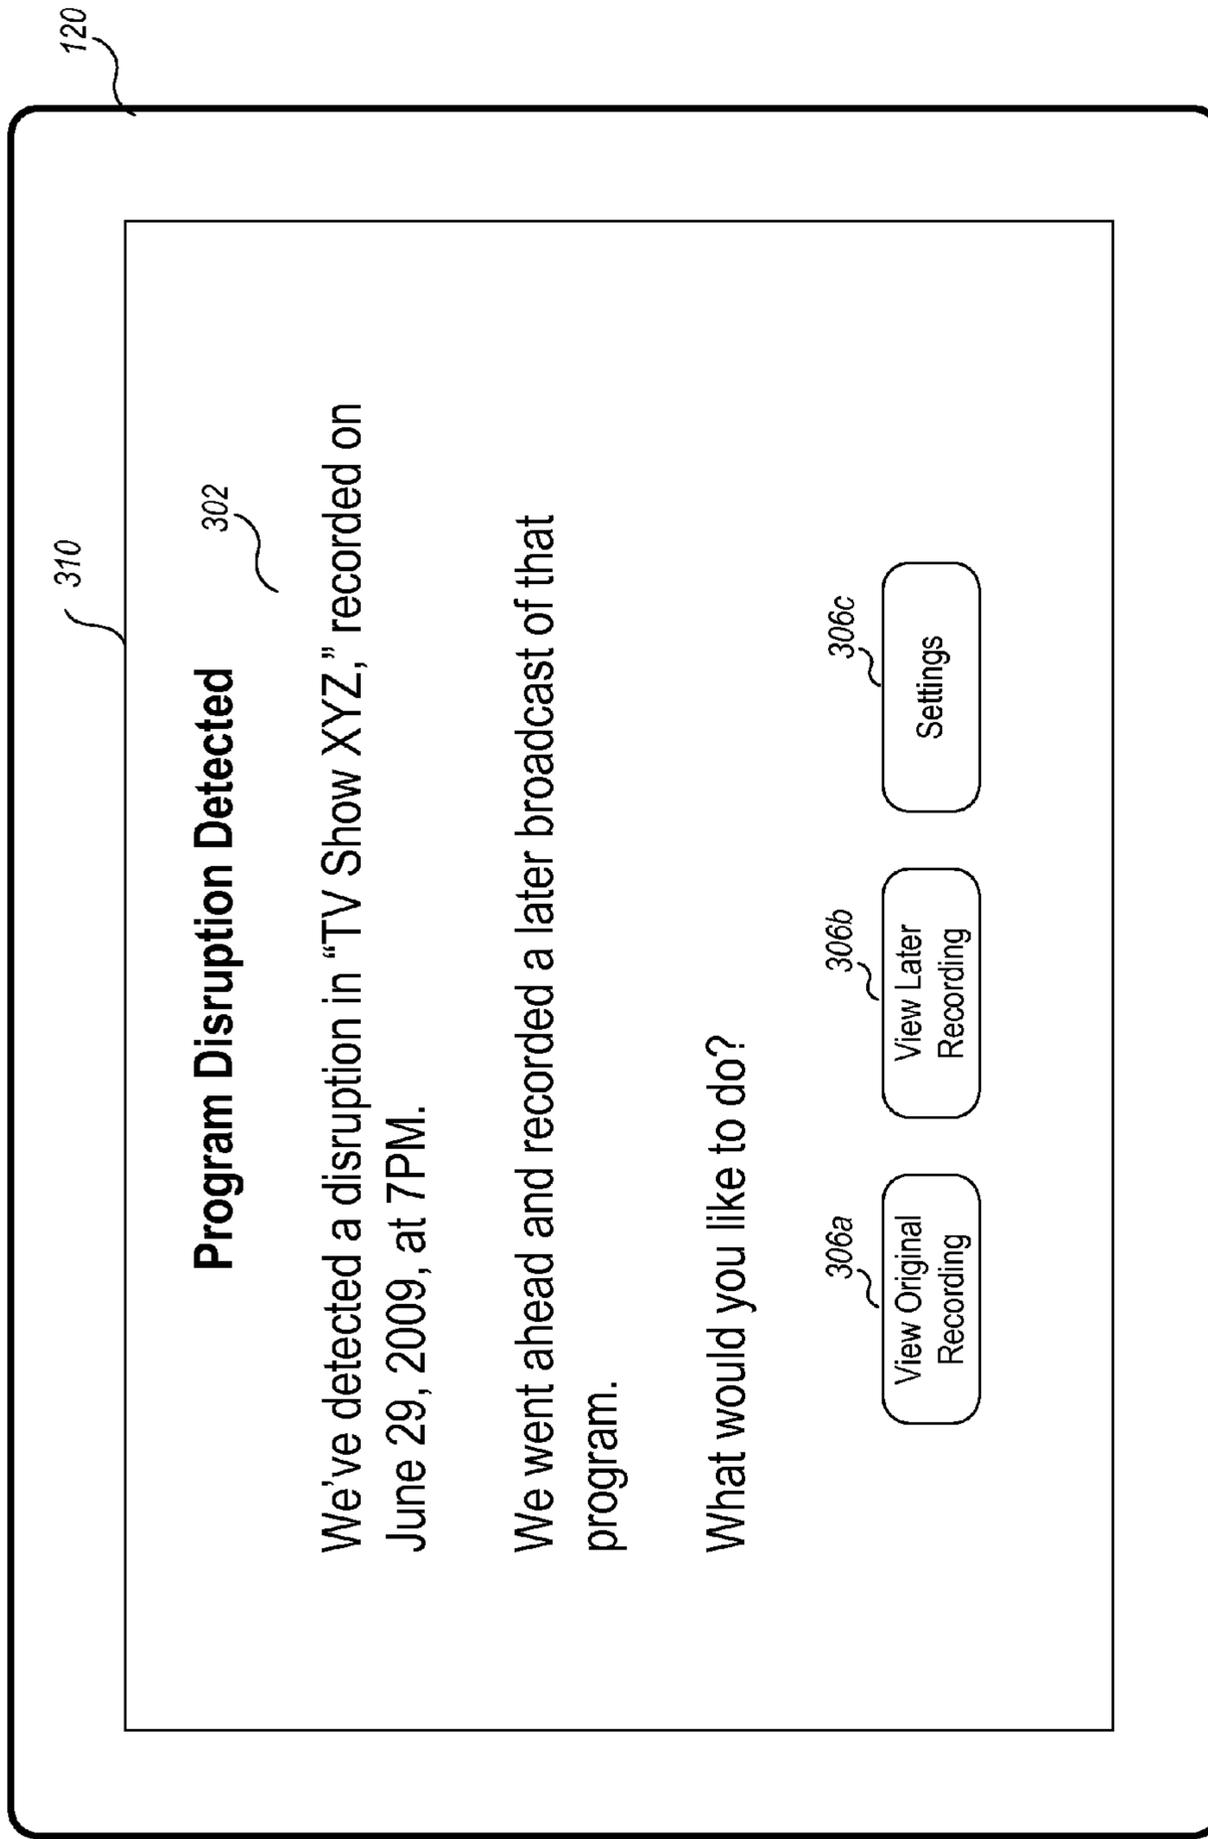 120
310
Program Disruption Detected
302
We've detected a disruption in “TV Show XYZ,” recorded on
June 29, 2009, at 7PM.
We went ahead and recorded a later broadcast of that
program.
What would you like to do?
306a
306b
306c
View Original
Recording
View Later
Recording
Settings